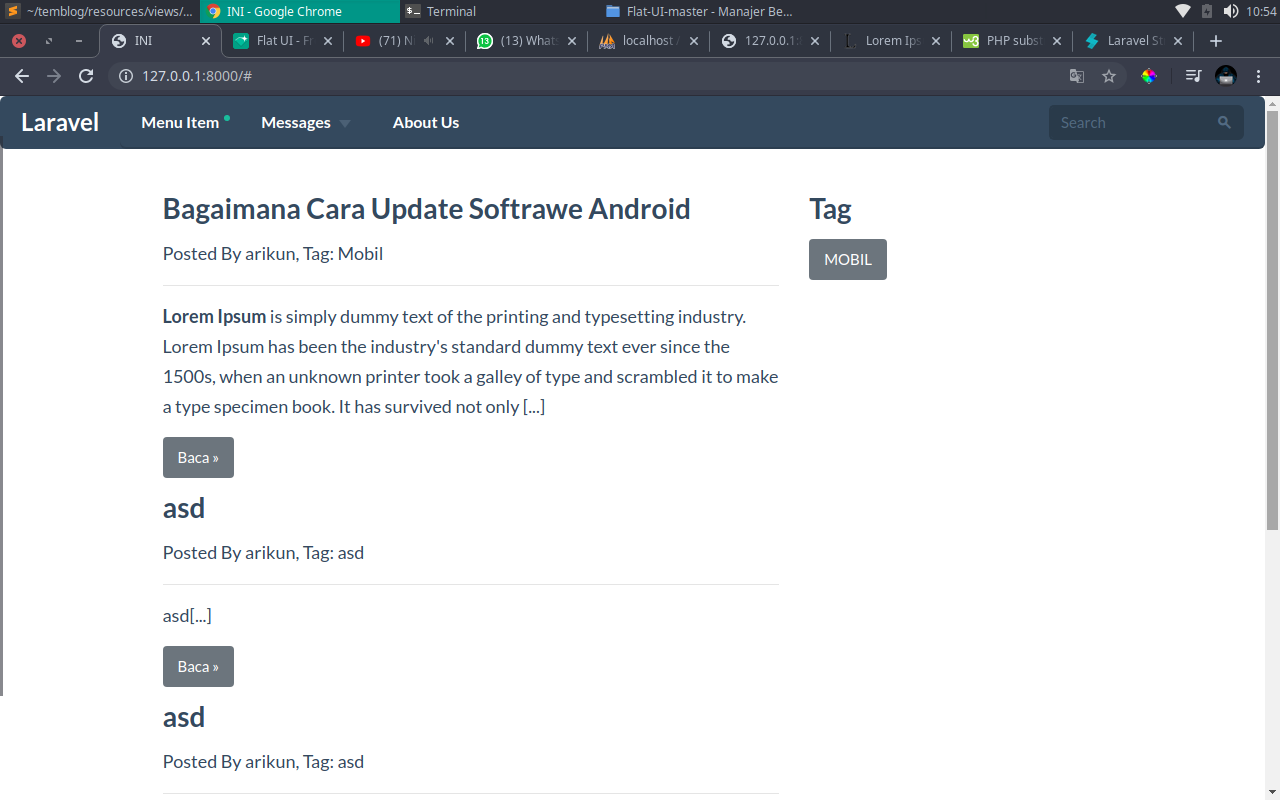 ~/temblog/resources/views/...
INI - Google Chrome
Terminal
Flat-UI-master - Manajer Be...
10:54
INI
Flat UI - Fr
(71) N
(13) What
localhost /
127.0.0.1:
Lorem Ips
PHP subst
Laravel St
127.0.0.1:8000/#
Laravel
Menu Item
Messages
About Us
Search
Bagaimana Cara Update Softrawe Android
Posted By arikun, Tag: Mobil
Lorem Ipsum is simply dummy text of the printing and typesetting industry.
Lorem Ipsum has been the industry's standard dummy text ever since the
1500s, when an unknown printer took a galley of type and scrambled it to make
a type specimen book. It has survived not only [...]
Baca »
asd
Posted By arikun, Tag: asd
asd[...]
Baca »
asd
Posted By arikun, Tag: asd
Tag
MOBIL